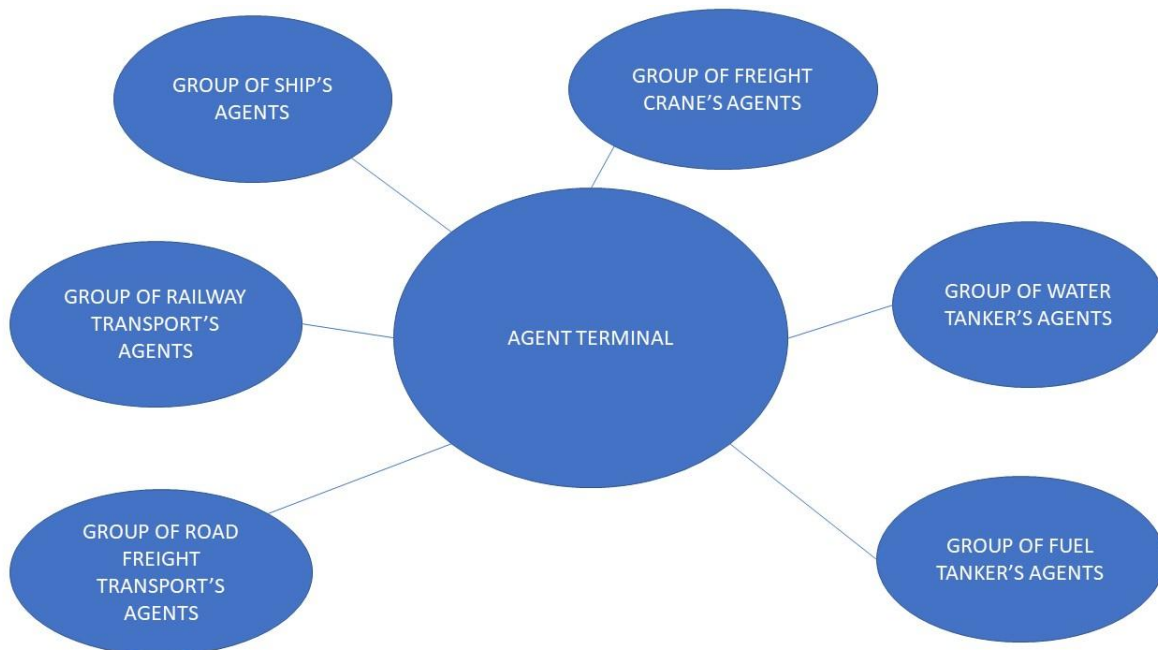 GROUP OF SHIP'S
AGENTS
GROUP OF FREIGHT
CRANE'S AGENTS
GROUP OF RAILWAY
TRANSPORT'S
AGENTS
AGENT TERMINAL
GROUP OF WATER
TANKER'S AGENTS
GROUP OF ROAD
FREIGHT
TRANSPORT'S
AGENTS
GROUP OF FUEL
TANKER'S AGENTS